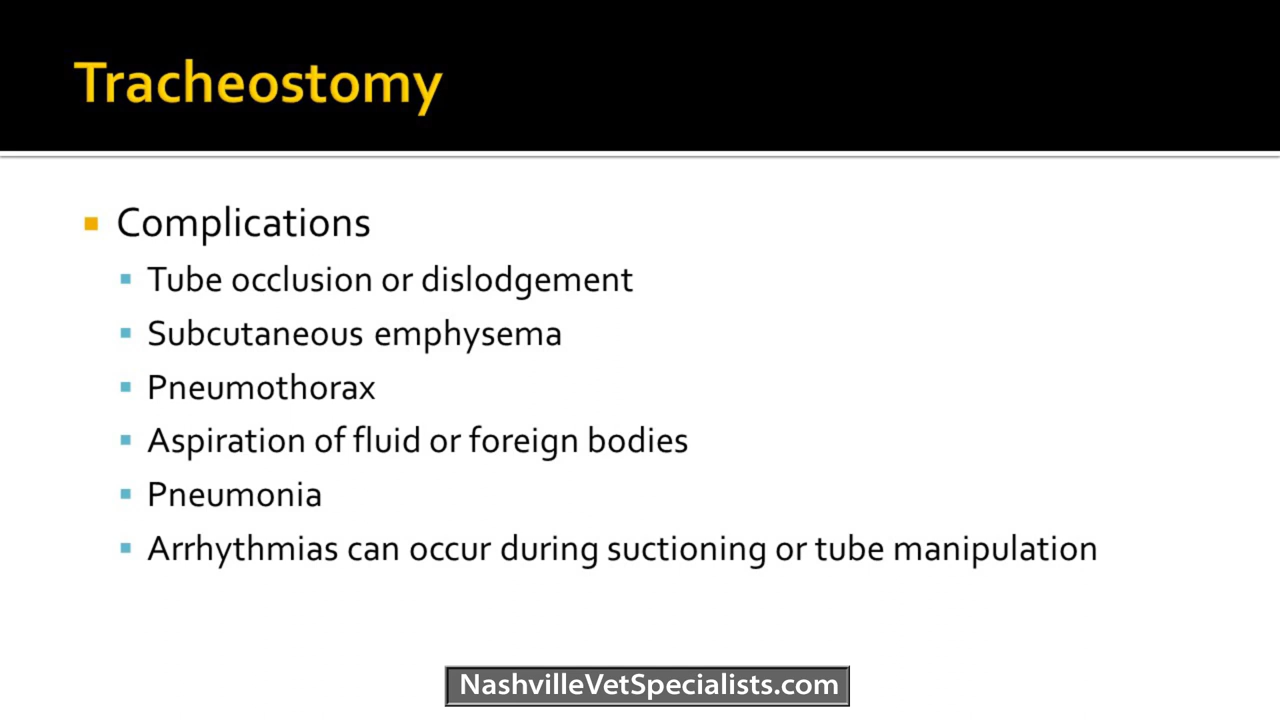 Tracheostomy
Complications
Tube occlusion or dislodgement
Subcutaneous emphysema
Pneumothorax
Aspiration of fluid or foreign bodies
Pneumonia
Arrhythmias can occur during suctioning or tube manipulation
NashvilleVetSpecialists.com